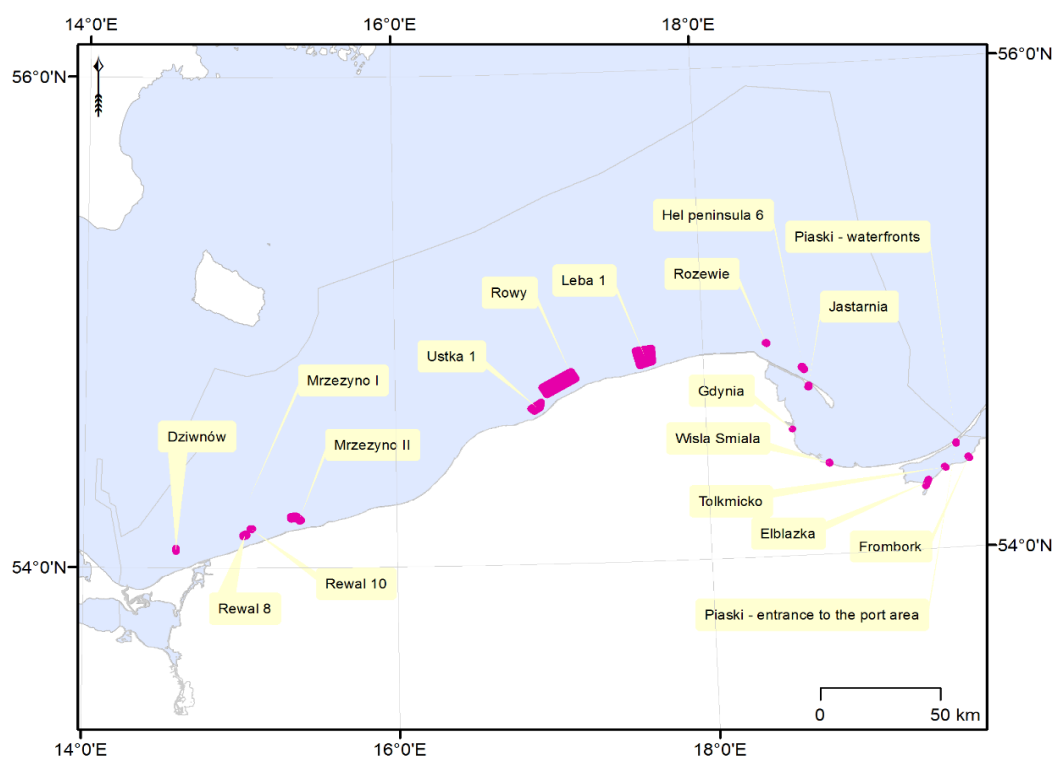 14°0'E 16°0'E 18°0'E
56°0'N 56°0'N
Hel peninsula 6
Piaski - waterfronts
Rozewie
Leba 1
Rowy
Jastarnia
Ustka 1
Mrzezyno I
Gdynia
Dziwnów
Wisla Smiala
Mrzezyno II
Tolkmicko
Elblazka
Frombork
54°0'N 54°0'N
Rewal 10
Rewal 8
Piaski - entrance to the port area
0 50 km
14°0'E 16°0'E 18°0'E